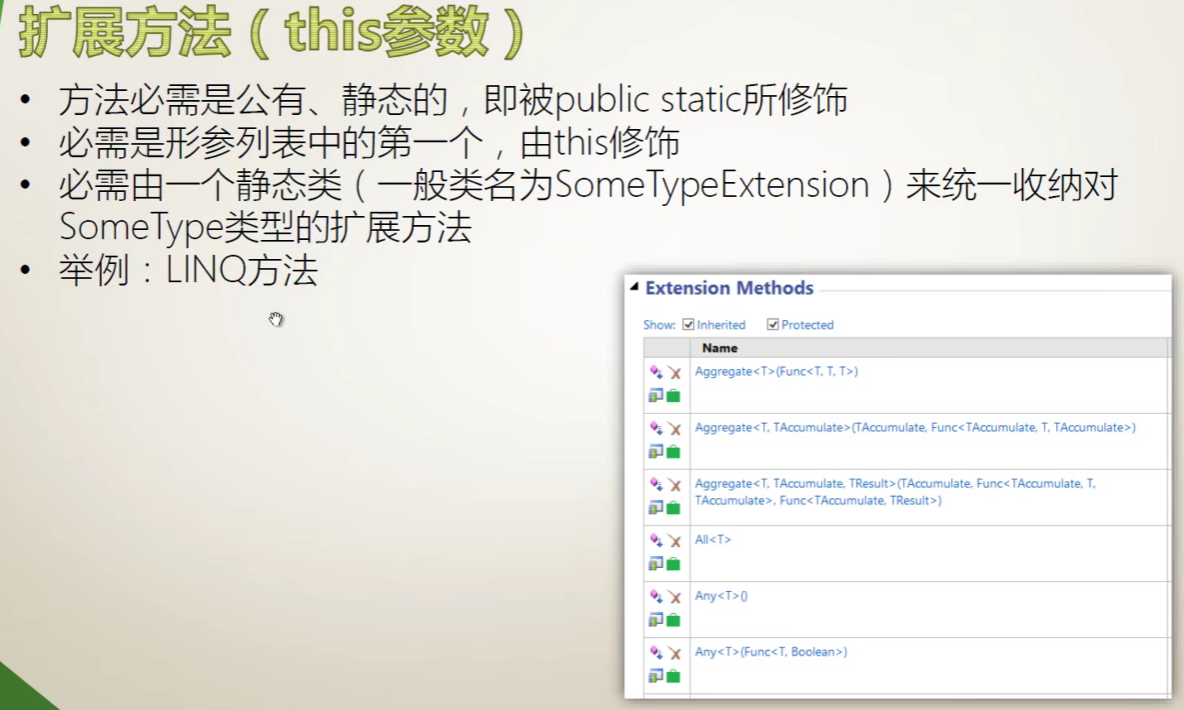 扩展方法（this参数）
• 方法必需是公有、静态的，即被public static所修饰
• 必需是形参列表中的第一个，由this修饰
• 必需由一个静态类（一般类名为SomeTypeExtension）来统一收纳对
SomeType类型的扩展方法
• 举例：LINQ方法
Extension Methods
Show: Inherited Protected
Name
Aggregate<T>(Func<T, T, T>)
Aggregate<T, TAccumulate>(TAccumulate, Func<TAccumulate, T, TAccumulate>)
Aggregate<T, TAccumulate, TResult>(TAccumulate, Func<TAccumulate, T,
TAccumulate>, Func<TAccumulate, TResult>)
All<T>
Any<T>()
Any<T>(Func<T, Boolean>)